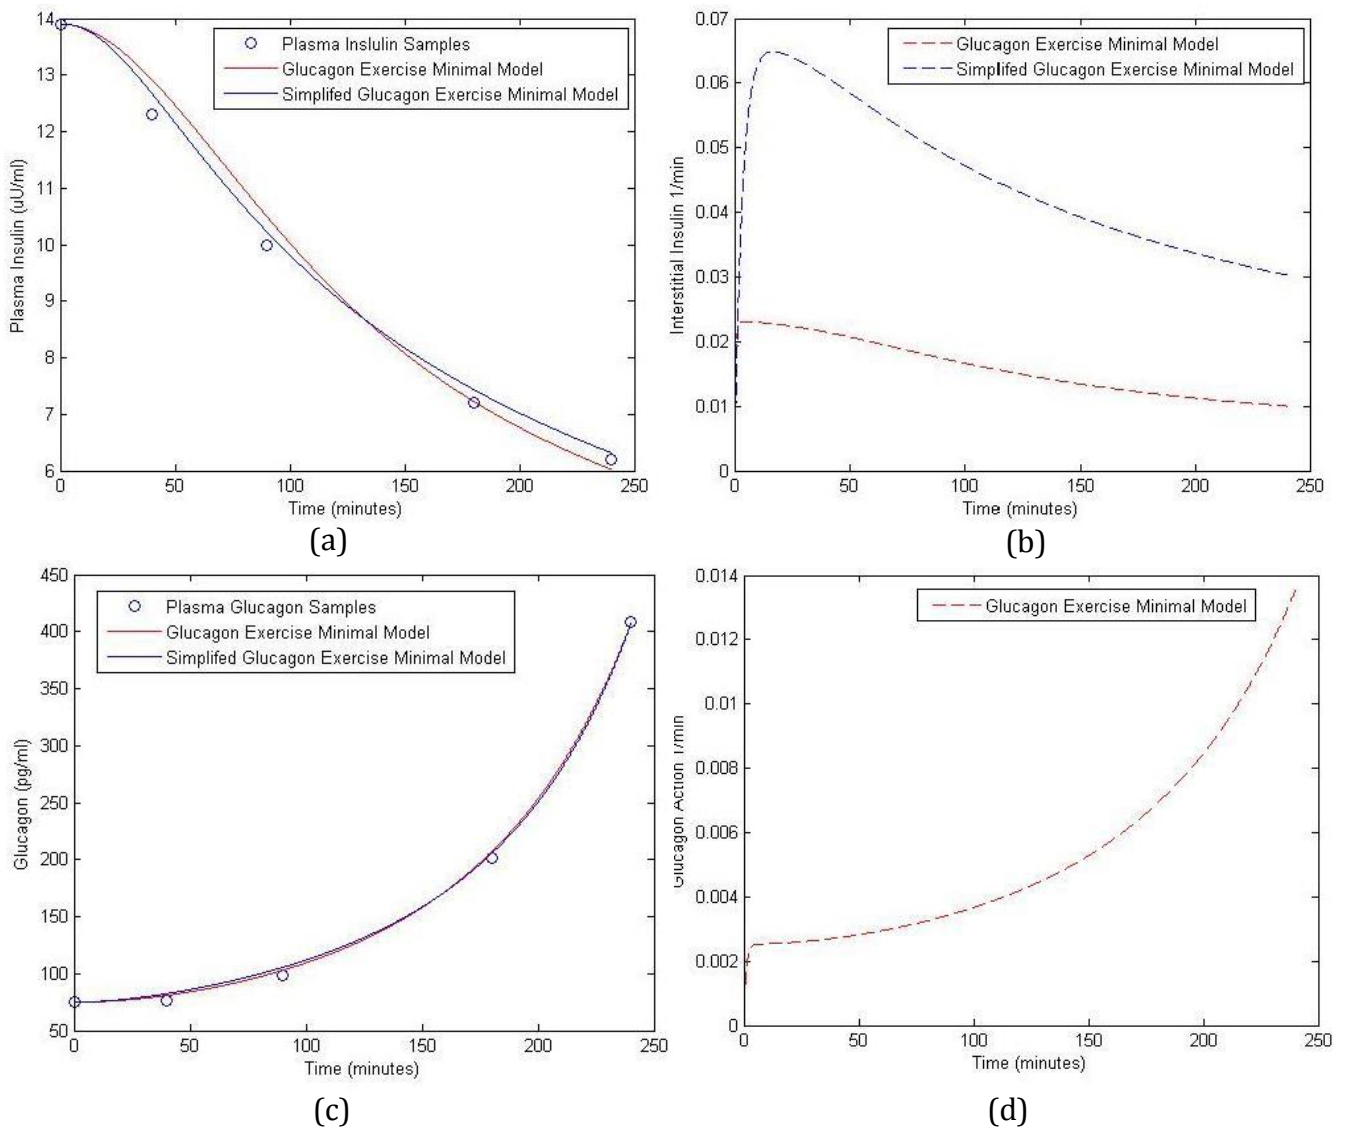 14
13
12
11
10
9
8
7
6
0
50
100
150
200
250
Plasma Insulin (uU/ml)
Time (minutes)
Plasma Inslulin Samples
Glucagon Exercise Minimal Model
Simplifed Glucagon Exercise Minimal Model
(a)
0.07
0.06
0.05
0.04
0.03
0.02
0.01
0
0
50
100
150
200
250
Interstitial Insulin 1/min
Time (minutes)
Glucagon Exercise Minimal Model
Simplifed Glucagon Exercise Minimal Model
(b)
450
400
350
300
250
200
150
100
50
0
50
100
150
200
250
Glucagon (pg/ml)
Time (minutes)
Plasma Glucagon Samples
Glucagon Exercise Minimal Model
Simplifed Glucagon Exercise Minimal Model
(c)
0.014
0.012
0.01
0.008
0.006
0.004
0.002
0
0
50
100
150
200
250
Glucagon Action 1/min
Time (minutes)
Glucagon Exercise Minimal Model
(d)